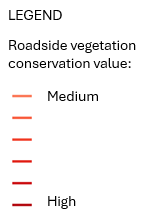 LEGEND
Roadside vegetation
conservation value:
Medium
High